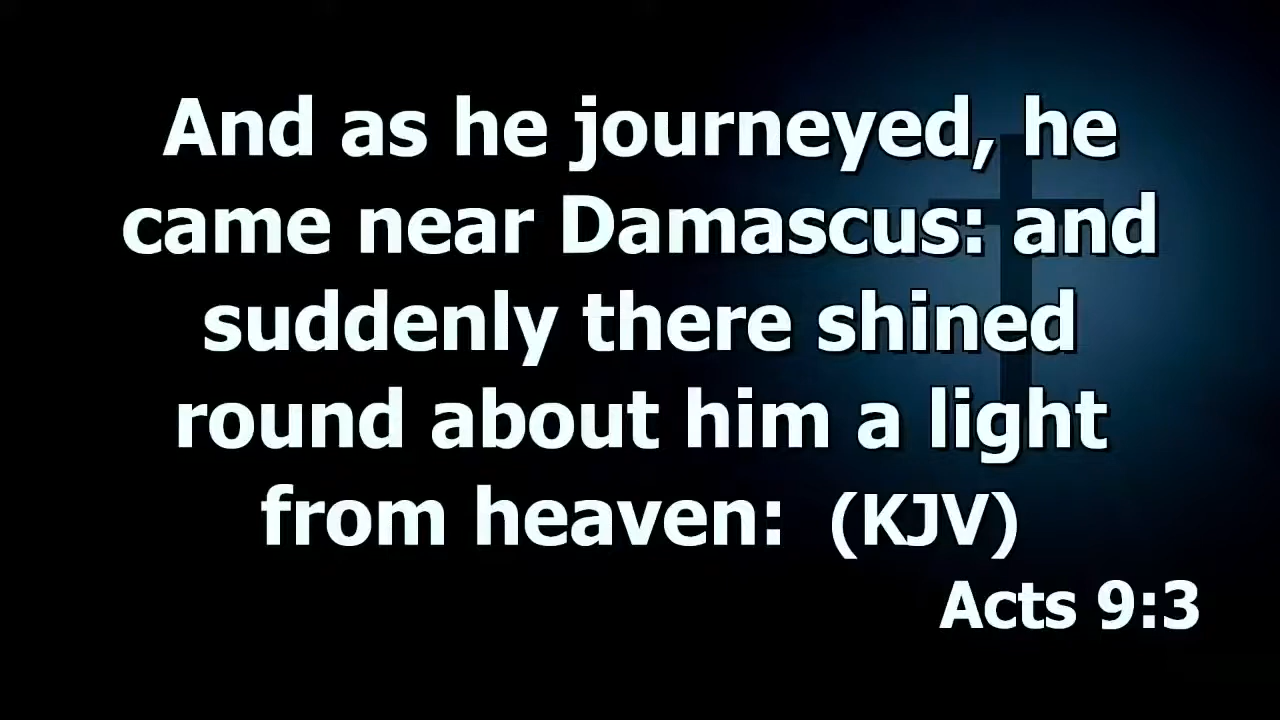 And as he journeyed, he
came near Damascus: and
suddenly there shined
round about him a light
from heaven: (KJV)
Acts 9:3